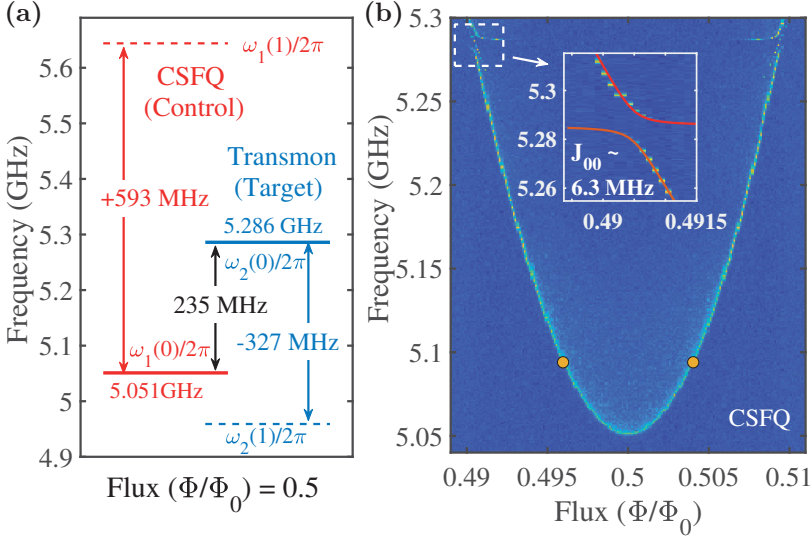 (a)
Frequency (GHz)
5.6
5.5
5.4
5.3
5.2
5.1
5
4.9
ω₁(1)/2π
CSFQ
(Control)
+593 MHz
Transmon
(Target)
5.286 GHz
ω₂(0)/2π
235 MHz
-327 MHz
ω₁(0)/2π
5.051GHz
ω₂(1)/2π
Flux (Φ/Φ₀) = 0.5
(b)
Frequency (GHz)
5.3
5.25
5.2
5.15
5.1
5.05
5.3
5.28
5.26
J₀₀ ~
6.3 MHz
0.49
0.4915
CSFQ
0.49
0.495
0.5
0.505
0.51
Flux (Φ/Φ₀)